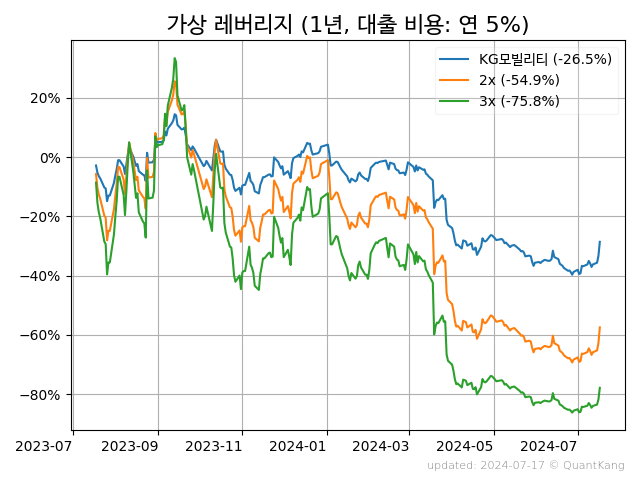 가상 레버리지 (1년, 대출 비용: 연 5%)
KG모빌리티 (-26.5%)
2x (-54.9%)
3x (-75.8%)
20%
0%
−20%
−40%
−60%
−80%
2023-07 2023-09 2023-11 2024-01 2024-03 2024-05 2024-07
updated: 2024-07-17 © QuantKang